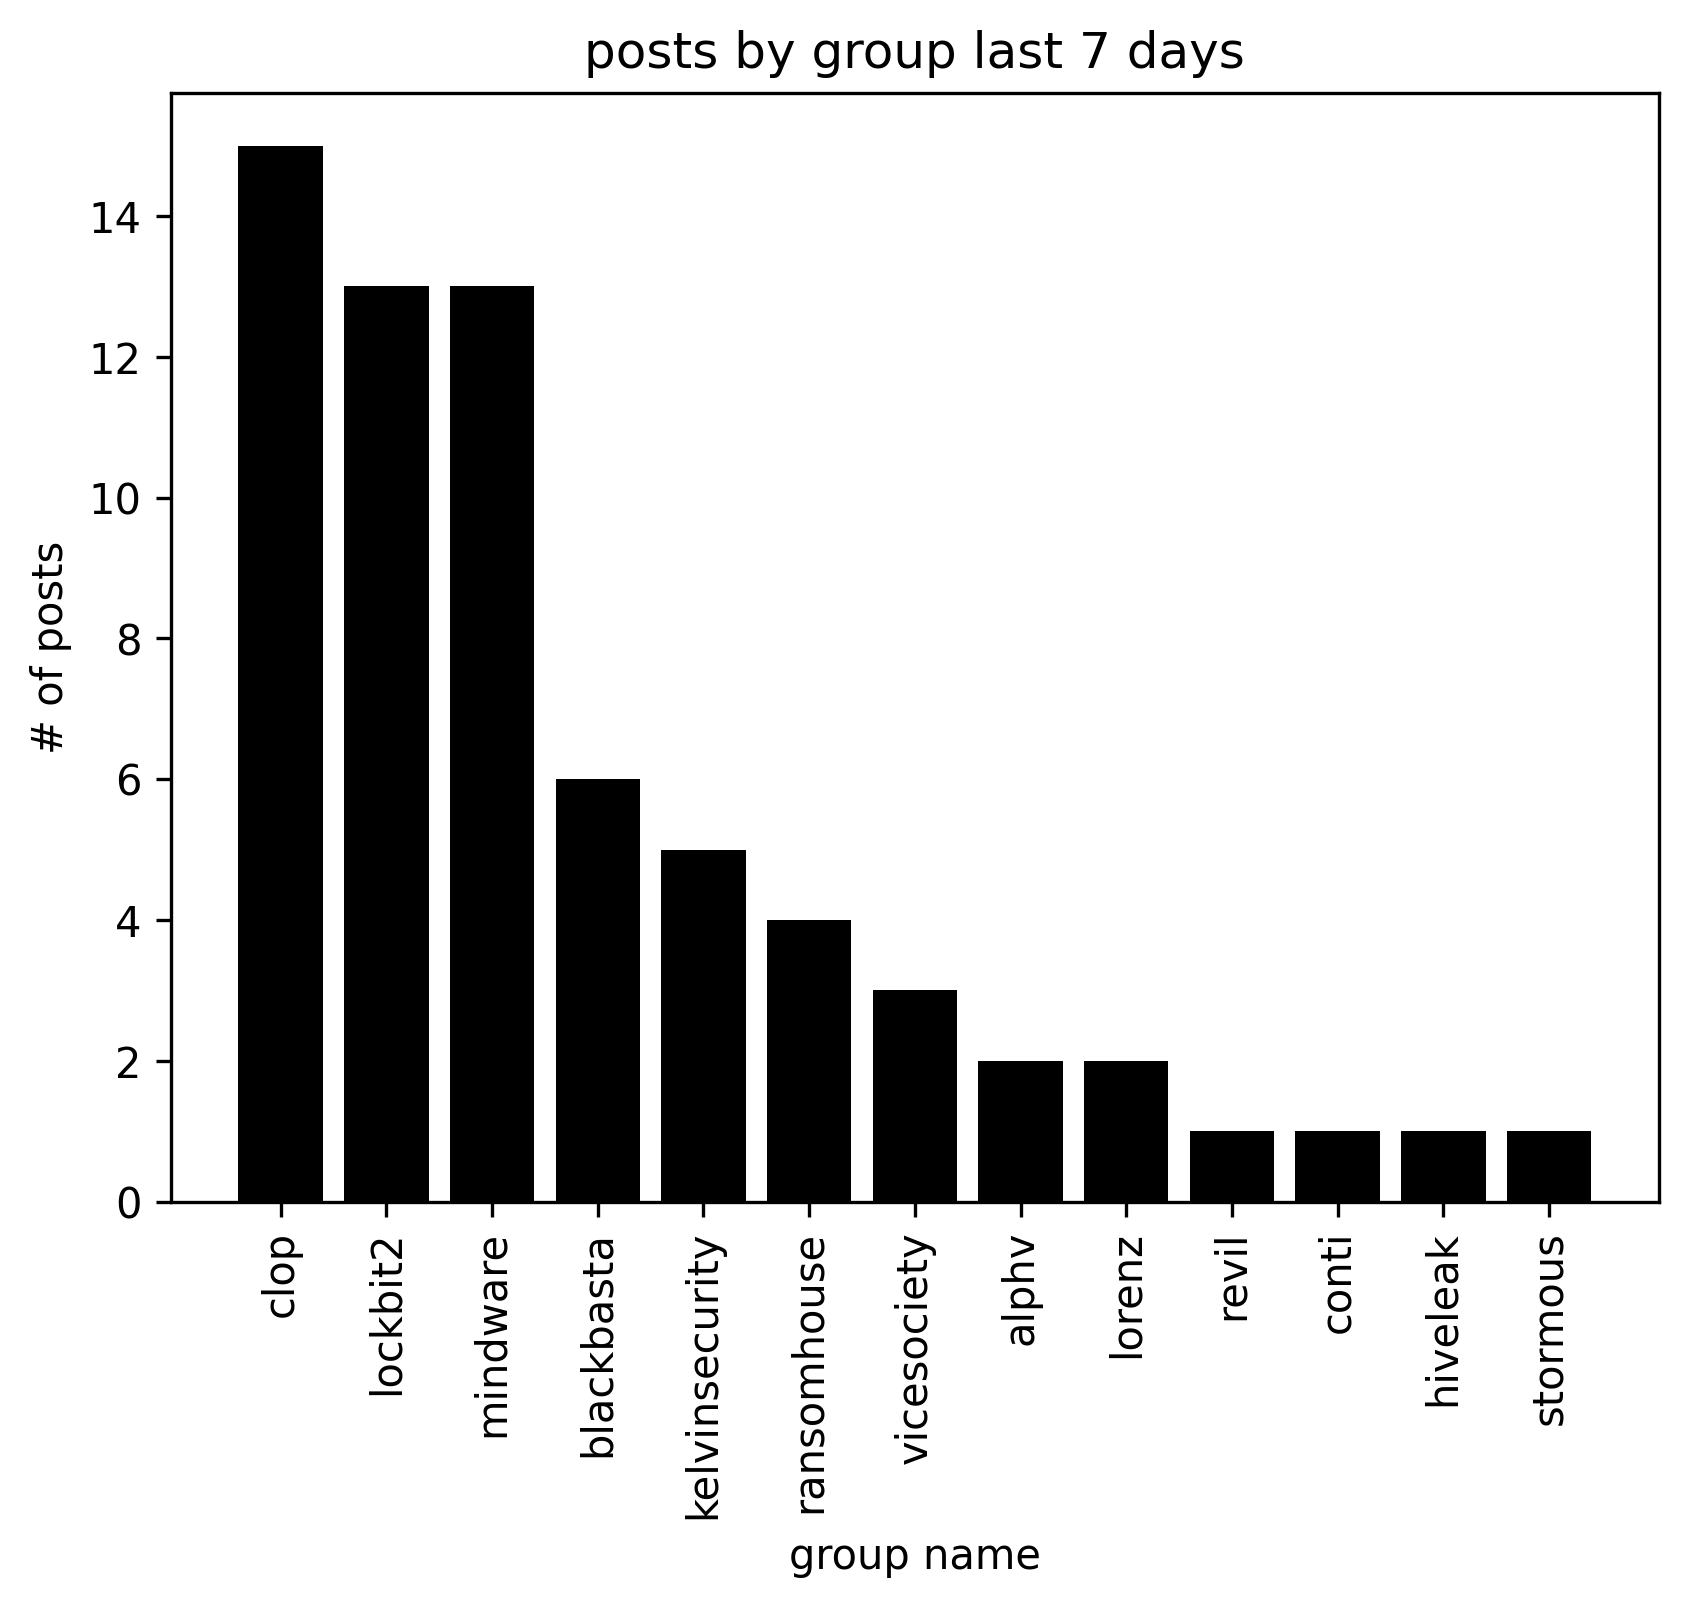 posts by group last 7 days
# of posts
14
12
10
8
6
4
2
0
clop
lockbit2
mindware
blackbasta
kelvinsecurity
ransomhouse
vicesociety
alphv
lorenz
revil
conti
hiveleak
stormous
group name